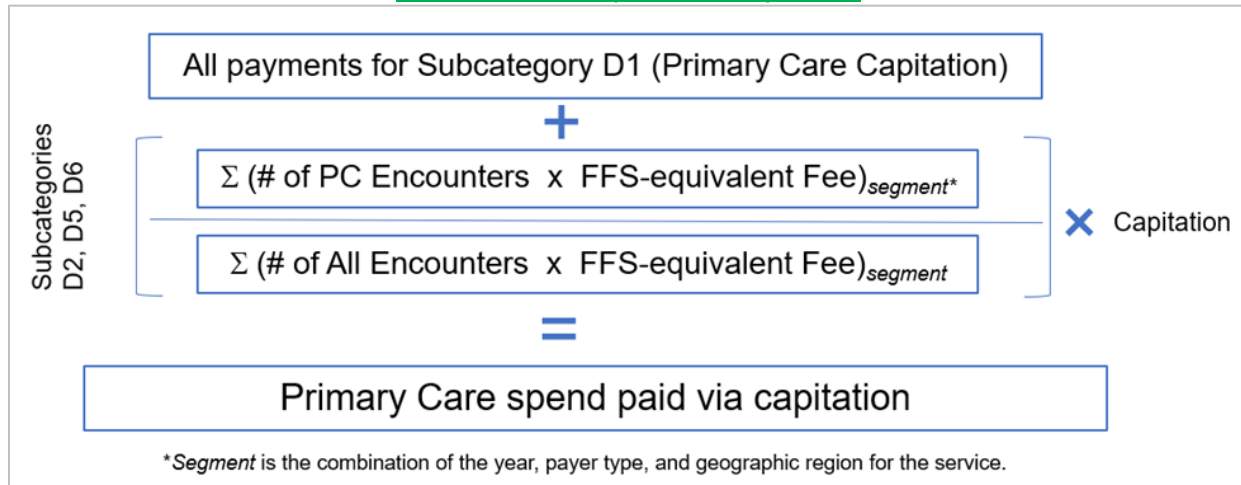 All payments for Subcategory D1 (Primary Care Capitation)
+
Subcategories
D2, D5, D6
Σ (# of PC Encounters x FFS-equivalent Fee)segment*
Σ (# of All Encounters x FFS-equivalent Fee)segment
× Capitation
=
Primary Care spend paid via capitation
*Segment is the combination of the year, payer type, and geographic region for the service.